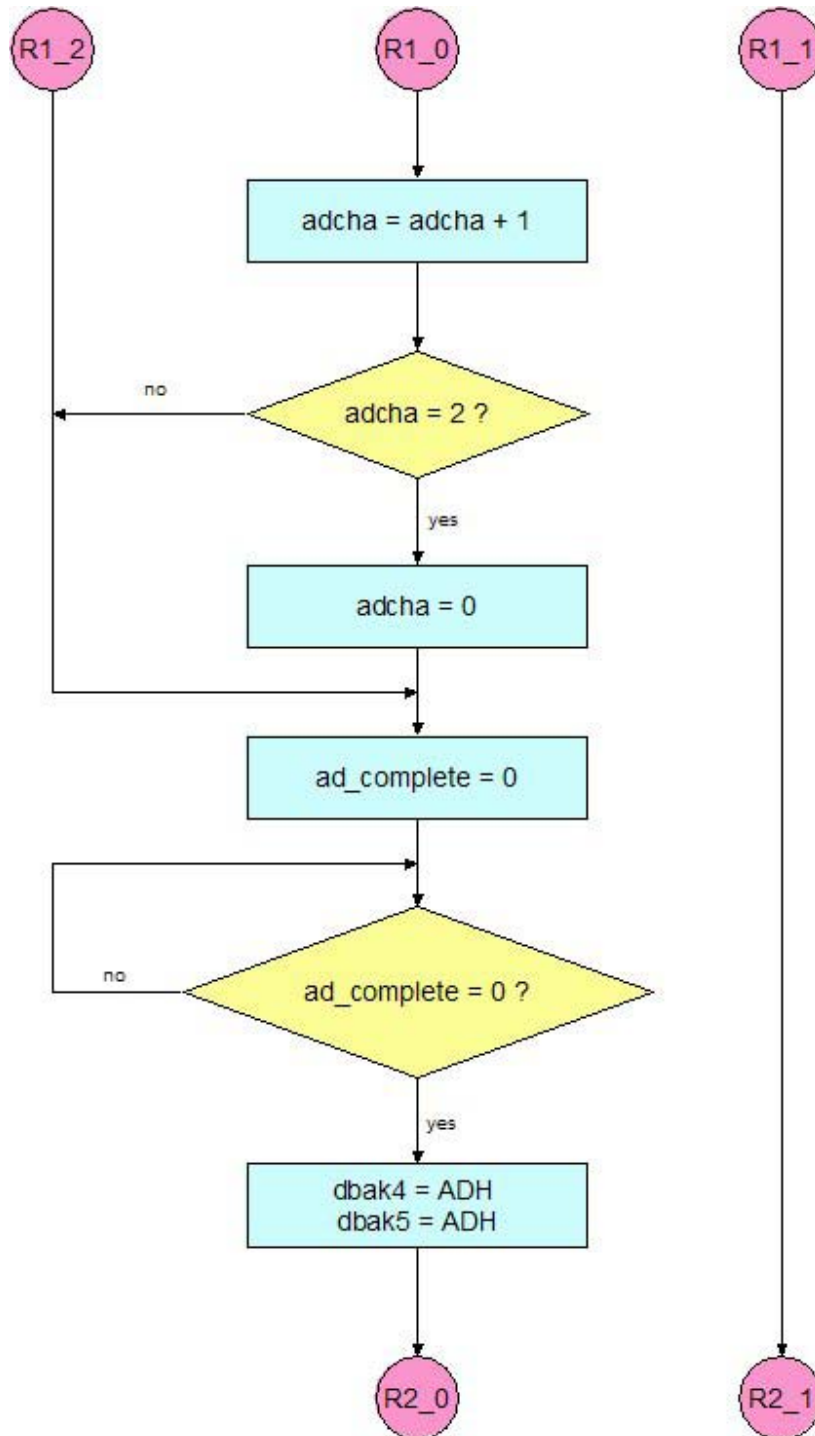 R1_2
R1_0
R1_1
adcha = adcha + 1
no
adcha = 2 ?
yes
adcha = 0
ad_complete = 0
no
ad_complete = 0 ?
yes
dbak4 = ADH
dbak5 = ADH
R2_0
R2_1